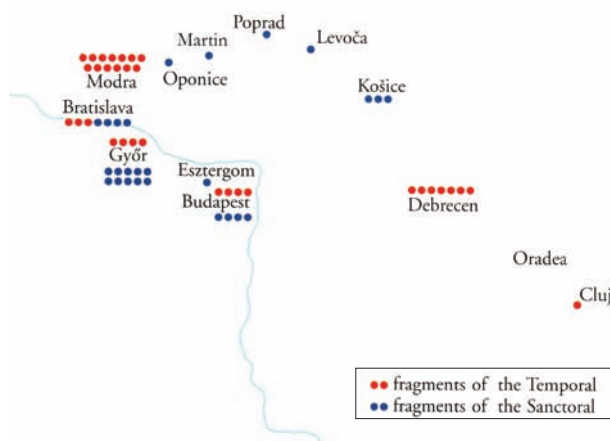 Poprad
Martin
Levoča
Oponice
Modra
Košice
Bratislava
Győr
Esztergom
Budapest
Debrecen
Oradea
Cluj
fragments of the Temporal
fragments of the Sanctoral